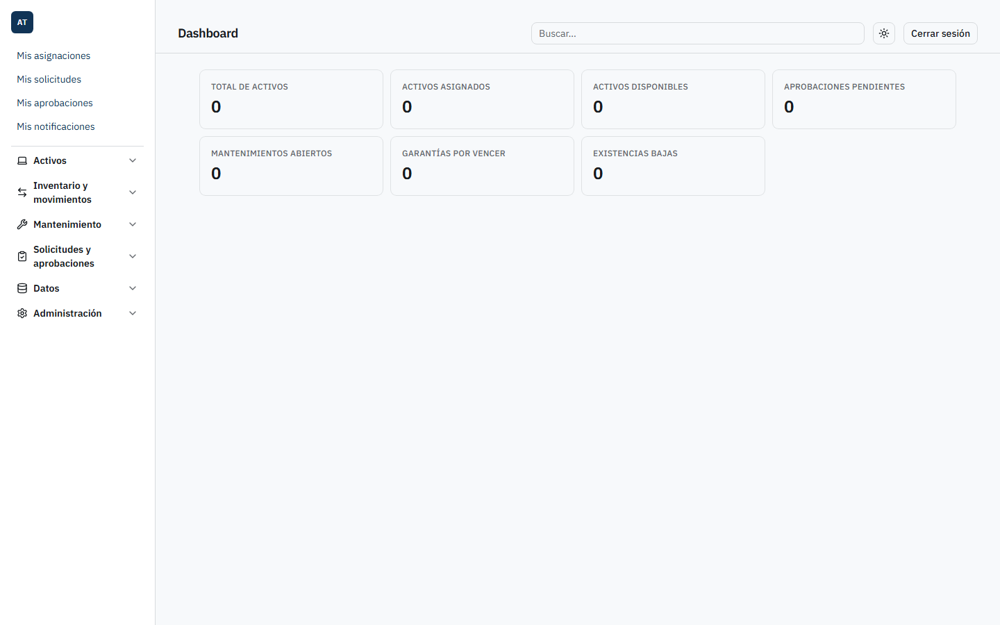 AT
Mis asignaciones
Mis solicitudes
Mis aprobaciones
Mis notificaciones
Activos
Inventario y
movimientos
Mantenimiento
Solicitudes y
aprobaciones
Datos
Administración
Dashboard
Buscar...
Cerrar sesión
TOTAL DE ACTIVOS
0
ACTIVOS ASIGNADOS
0
ACTIVOS DISPONIBLES
0
APROBACIONES PENDIENTES
0
MANTENIMIENTOS ABIERTOS
0
GARANTÍAS POR VENCER
0
EXISTENCIAS BAJAS
0